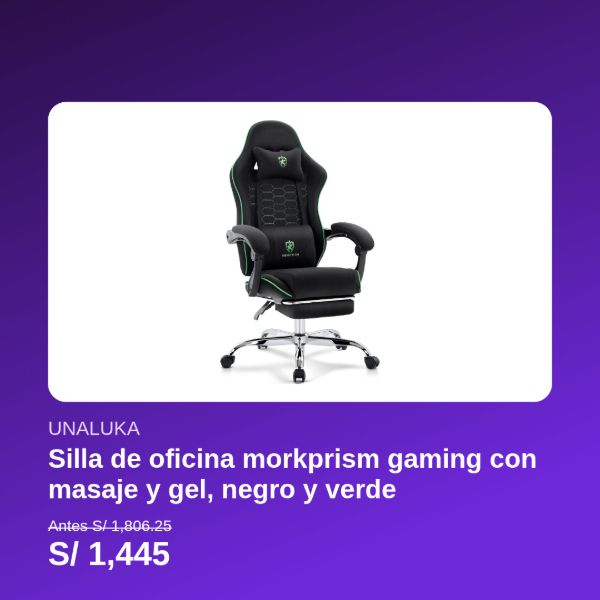 UNALUKA
Silla de oficina morkprism gaming con
masaje y gel, negro y verde
Antes S/ 1,806.25
S/ 1,445